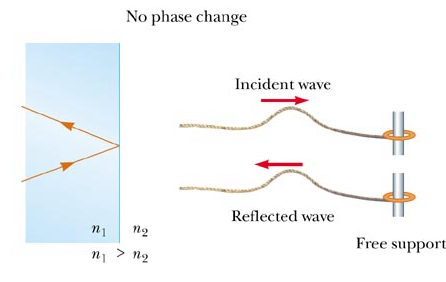 No phase change
Incident wave
Reflected wave
n₁ n₂
n₁ > n₂
Free support